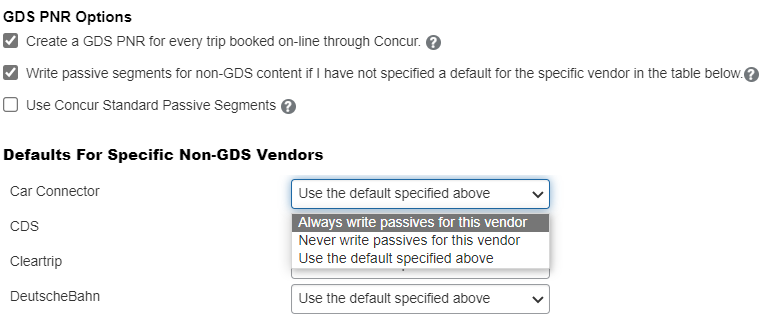 GDS PNR Options
Create a GDS PNR for every trip booked on-line through Concur. ?
Write passive segments for non-GDS content if I have not specified a default for the specific vendor in the table below. ?
Use Concur Standard Passive Segments ?
Defaults For Specific Non-GDS Vendors
Car Connector Use the default specified above
Always write passives for this vendor
CDS
Never write passives for this vendor
Use the default specified above
Cleartrip
DeutscheBahn Use the default specified above